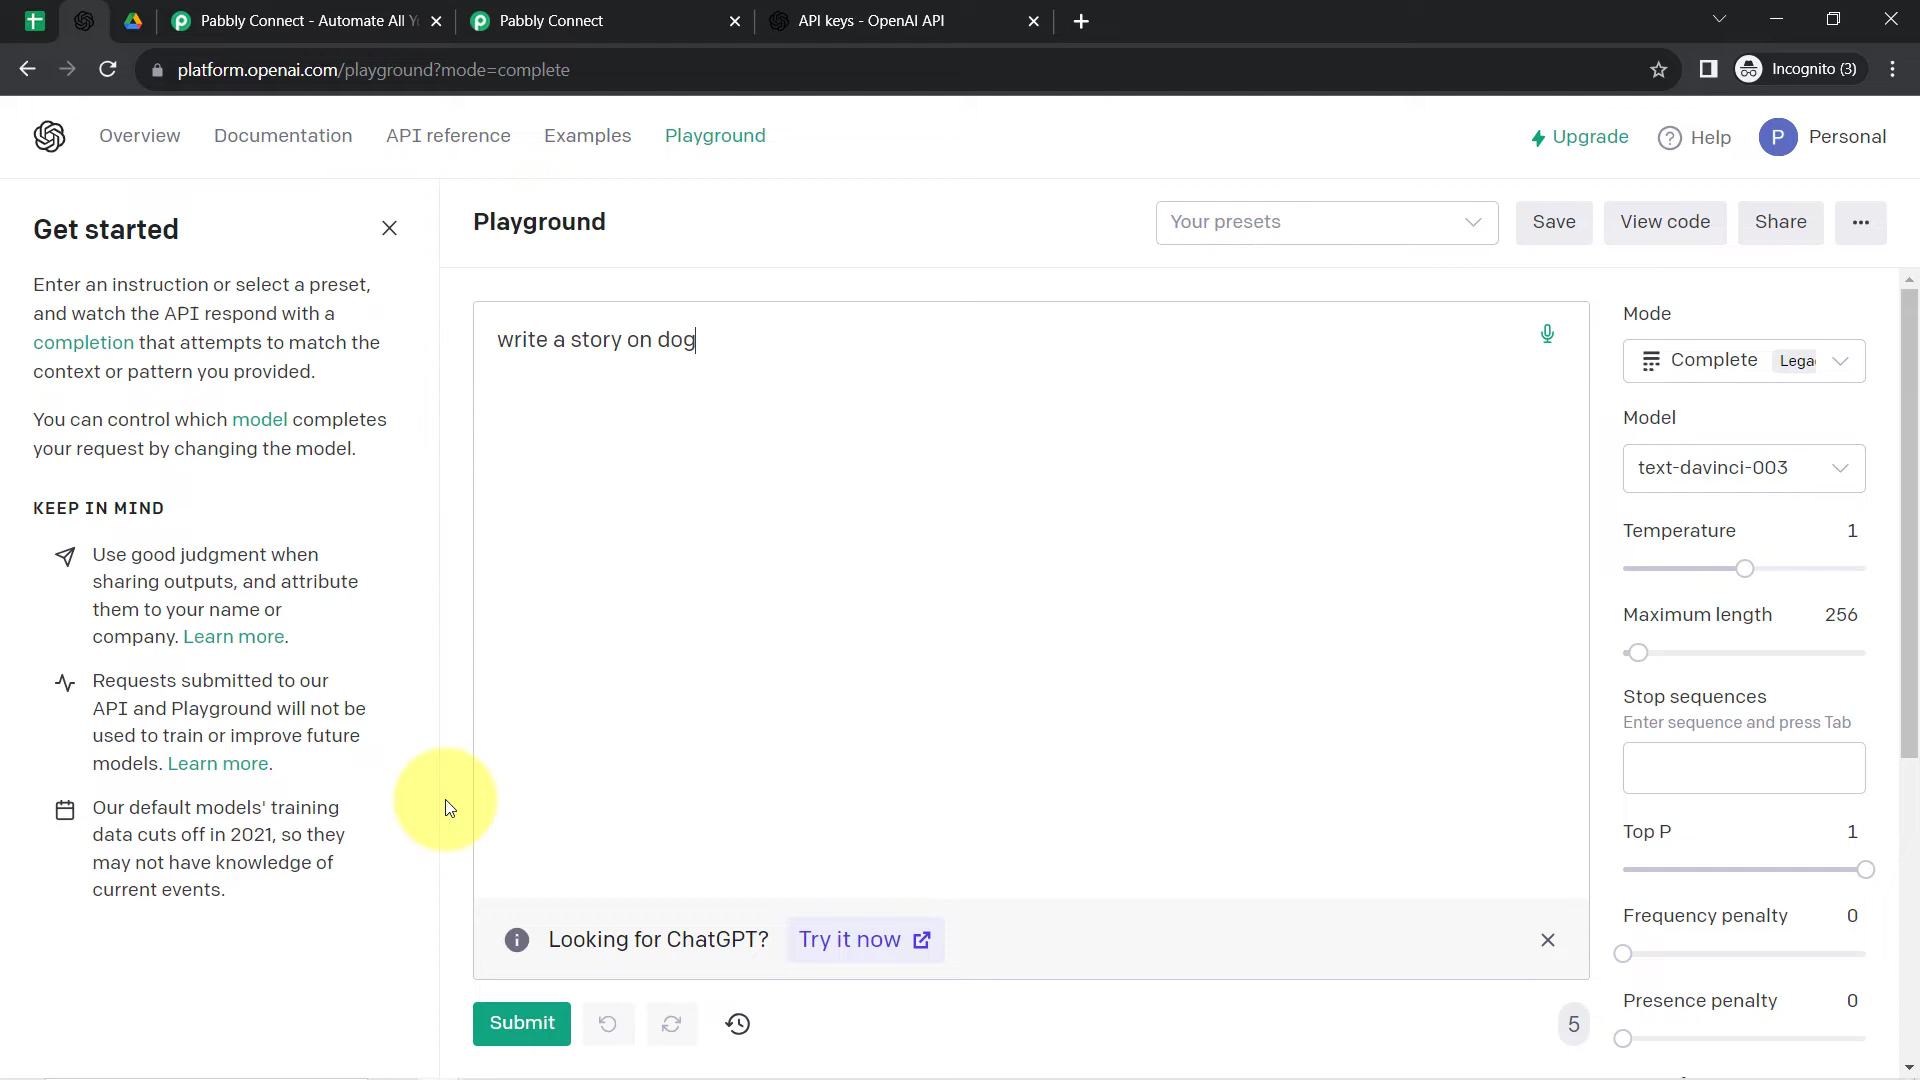 Pabbly Connect - Automate All Y
Pabbly Connect
API keys - OpenAI API
platform.openai.com/playground?mode=complete
Incognito (3)
Overview
Documentation
API reference
Examples
Playground
Upgrade
Help
P
Personal
Get started
Enter an instruction or select a preset,
and watch the API respond with a
completion that attempts to match the
context or pattern you provided.
You can control which model completes
your request by changing the model.
KEEP IN MIND
Use good judgment when
sharing outputs, and attribute
them to your name or
company. Learn more.
Requests submitted to our
API and Playground will not be
used to train or improve future
models. Learn more.
Our default models' training
data cuts off in 2021, so they
may not have knowledge of
current events.
Playground
Your presets
Save
View code
Share
write a story on dog
Looking for ChatGPT?
Try it now
Submit
5
Mode
Complete Lega
Model
text-davinci-003
Temperature 1
Maximum length 256
Stop sequences
Enter sequence and press Tab
Top P 1
Frequency penalty 0
Presence penalty 0